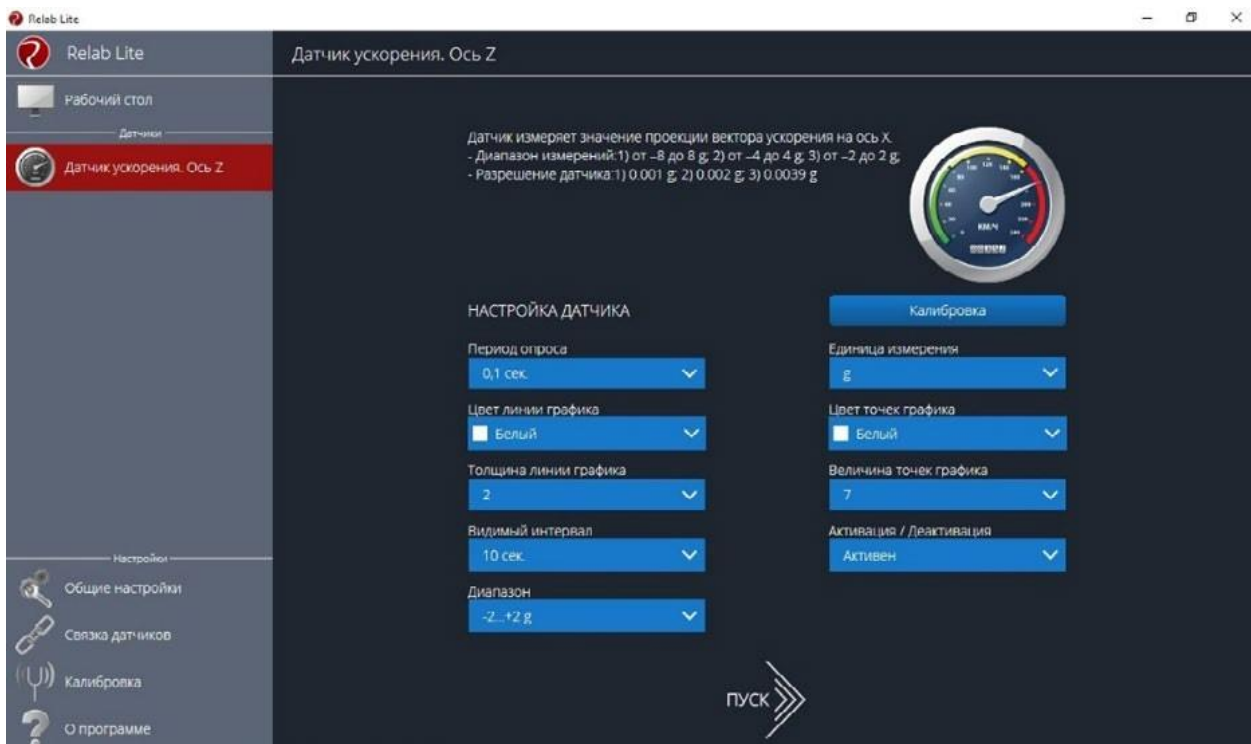 Relab Lite
Relab Lite
Датчик ускорения. Ось Z
Рабочий стол
Датчики
Датчик ускорения. Ось Z
Датчик измеряет значение проекции вектора ускорения на ось X.
- Диапазон измерений:1) от –8 до 8 g; 2) от –4 до 4 g; 3) от –2 до 2 g;
- Разрешение датчика:1) 0.001 g; 2) 0.002 g; 3) 0.0039 g
КМ/Ч
НАСТРОЙКА ДАТЧИКА
Калибровка
Период опроса
Единица измерения
0,1 сек.
g
Цвет линии графика
Цвет точек графика
Белый
Белый
Толщина линии графика
Величина точек графика
2
7
Видимый интервал
Активация / Деактивация
10 сек.
Активен
Диапазон
-2...+2 g
ПУСК
Настройки
Общие настройки
Связка датчиков
Калибровка
О программе